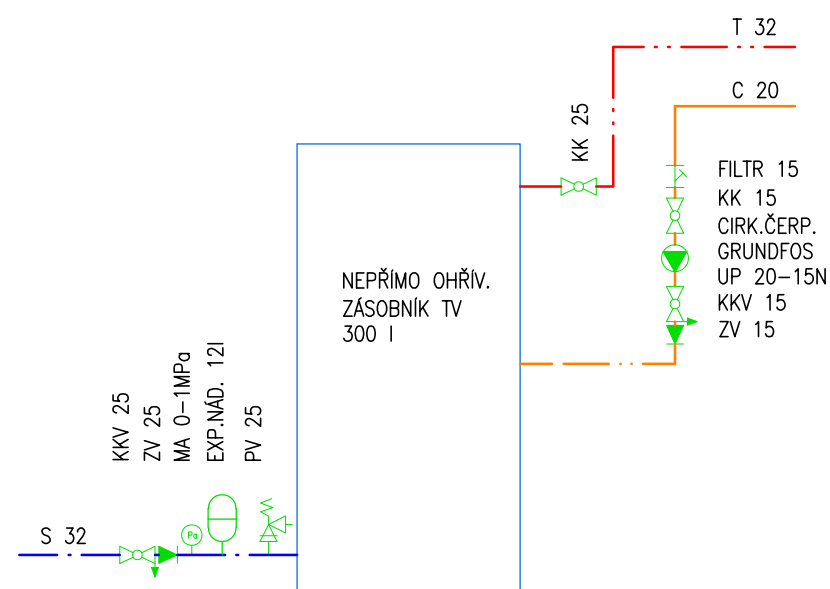 T 32
C 20
KK 25
FILTR 15
KK 15
CIRK.ČERP.
GRUNDFOS
UP 20-15N
KKV 15
ZV 15
NEPŘÍMO OHŘÍV.
ZÁSOBNÍK TV
300 l
KKV 25
ZV 25
MA 0-1MPa
EXP.NÁD. 12l
PV 25
S 32
Pa